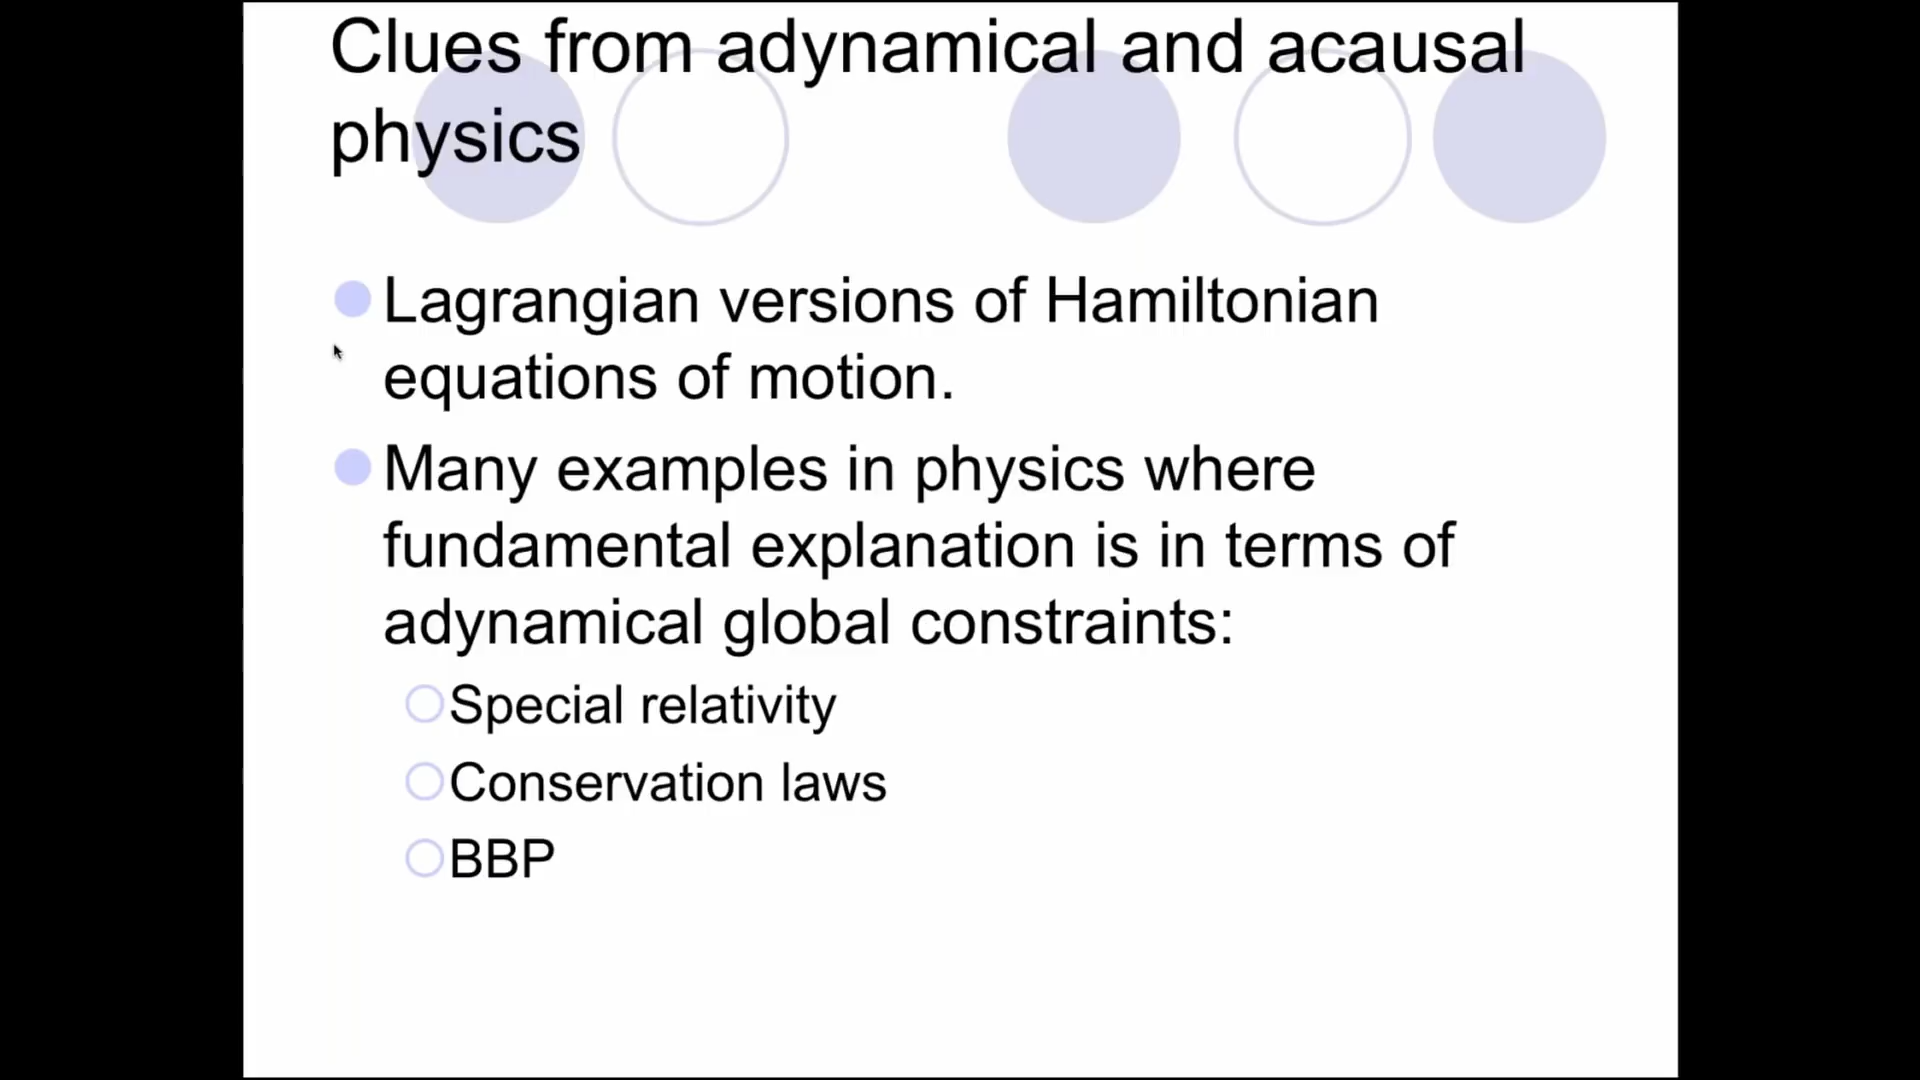 Clues from adynamical and acausal
physics
Lagrangian versions of Hamiltonian
equations of motion.
Many examples in physics where
fundamental explanation is in terms of
adynamical global constraints:
Special relativity
Conservation laws
BBP